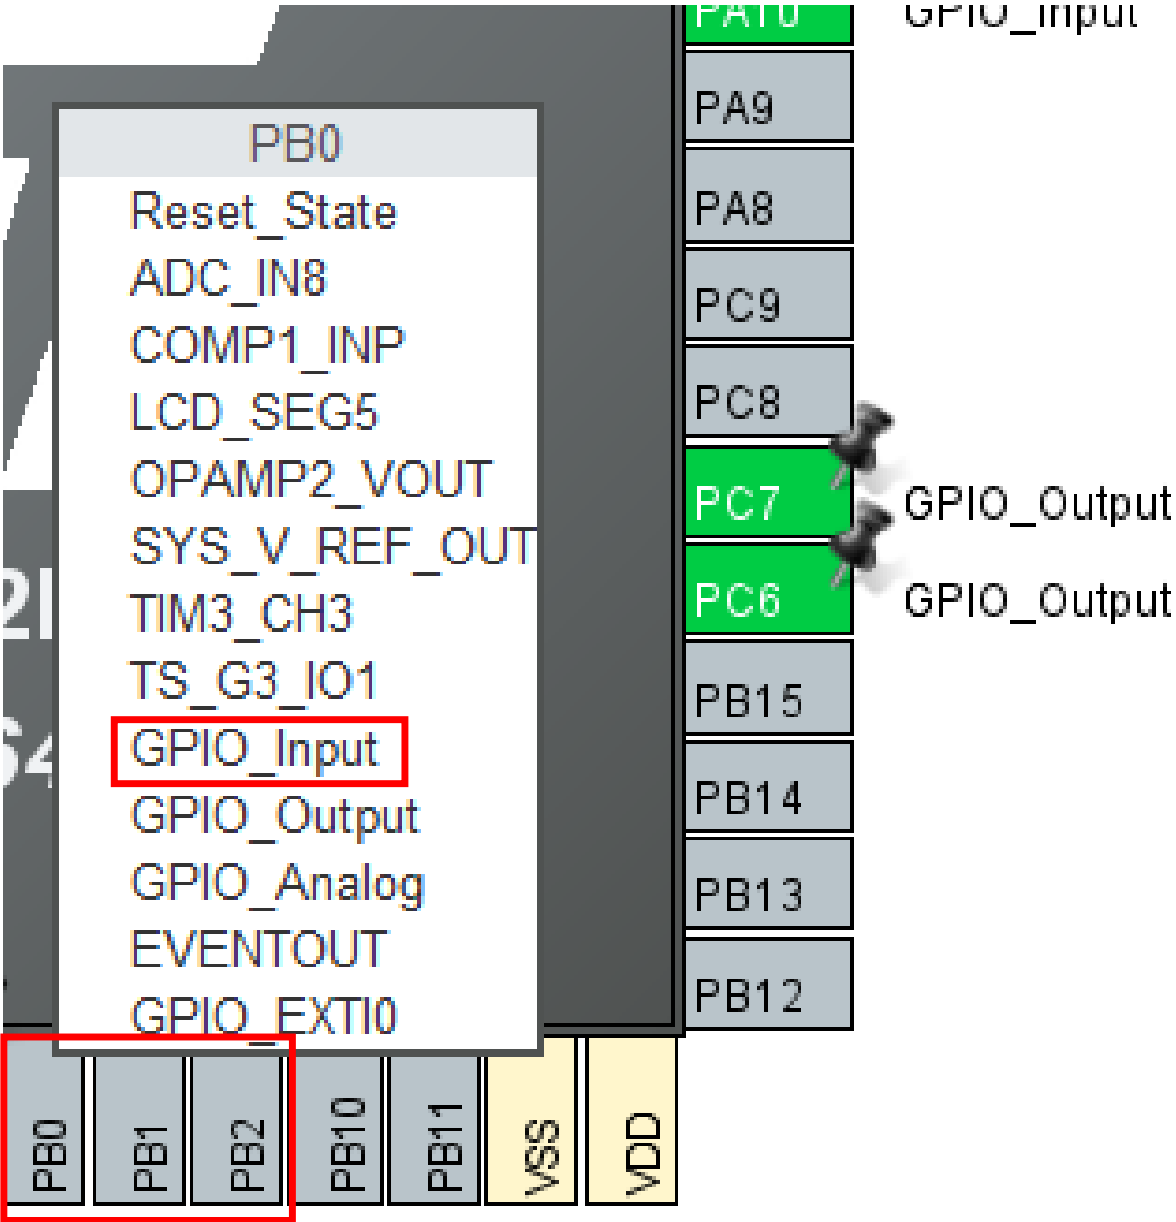 PA10 GPIO_Input
PA9
PB0
Reset_State
PA8
ADC_IN8
PC9
COMP1_INP
LCD_SEG5
PC8
OPAMP2_VOUT
PC7 GPIO_Output
SYS_V_REF_OUT
TIM3_CH3
PC6 GPIO_Output
TS_G3_IO1
PB15
GPIO_Input
GPIO_Output
PB14
GPIO_Analog
PB13
EVENTOUT
GPIO_EXTI0
PB12
PB0
PB1
PB2
PB10
PB11
VSS
VDD